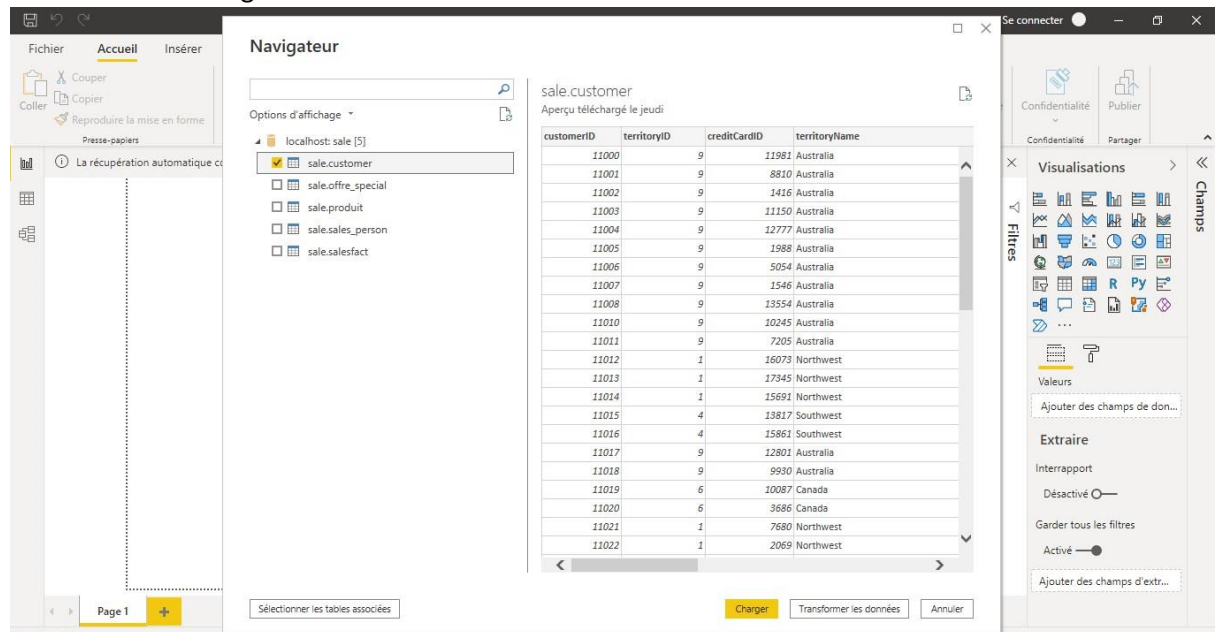 Se connecter
Fichier Accueil Insérer
Coller
Couper
Copier
Reproduire la mise en forme
Presse-papiers
Confidentialité
Publier
Confidentialité Partager
La récupération automatique
Navigateur
Options d'affichage
localhost: sale [5]
sale.customer
sale.offre_special
sale.produit
sale.sales_person
sale.salesfact
sale.customer
Aperçu téléchargé le jeudi
customerID territoryID creditCardID territoryName
11000 9 11981 Australia
11001 9 8810 Australia
11002 9 1416 Australia
11003 9 11150 Australia
11004 9 12777 Australia
11005 9 1988 Australia
11006 9 5054 Australia
11007 9 1546 Australia
11008 9 13554 Australia
11010 9 10245 Australia
11011 9 7205 Australia
11012 1 16073 Northwest
11013 1 17345 Northwest
11014 1 15691 Northwest
11015 4 13817 Southwest
11016 4 15861 Southwest
11017 9 12801 Australia
11018 9 9930 Australia
11019 6 10087 Canada
11020 6 3686 Canada
11021 1 7680 Northwest
11022 1 2069 Northwest
Sélectionner les tables associées
Charger
Transformer les données
Annuler
Filtres
Visualisations
R Py
123
Valeurs
Ajouter des champs de don...
Extraire
Interrapport
Désactivé
Garder tous les filtres
Activé
Ajouter des champs d'extr...
Champs
Page 1